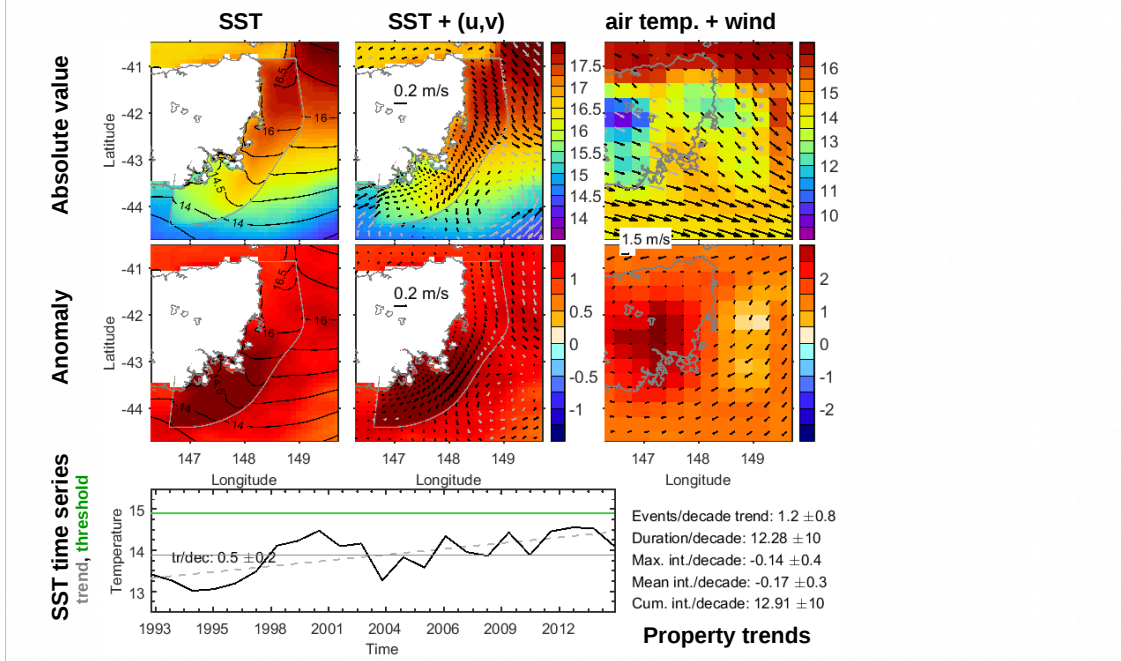 SST
SST + (u,v)
air temp. + wind
Absolute value
Latitude
-41
-42
-43
-44
16.5
16
14.5
14
14
0.2 m/s
17.5
17
16.5
16
15.5
15
14.5
14
16
15
14
13
12
11
10
1.5 m/s
Anomaly
Latitude
-41
-42
-43
-44
16.5
16
14.5
14
14
0.2 m/s
1
0.5
0
-0.5
-1
2
1
0
-1
-2
147 148 149
147 148 149
147 148 149
Longitude
Longitude
Longitude
SST time series
trend, threshold
Temperature
15
14
13
tr/dec: 0.5 ±0.2
1993 1995 1998 2001 2004 2006 2009 2012
Time
Events/decade trend: 1.2 ±0.8
Duration/decade: 12.28 ±10
Max. int./decade: -0.14 ±0.4
Mean int./decade: -0.17 ±0.3
Cum. int./decade: 12.91 ±10
Property trends